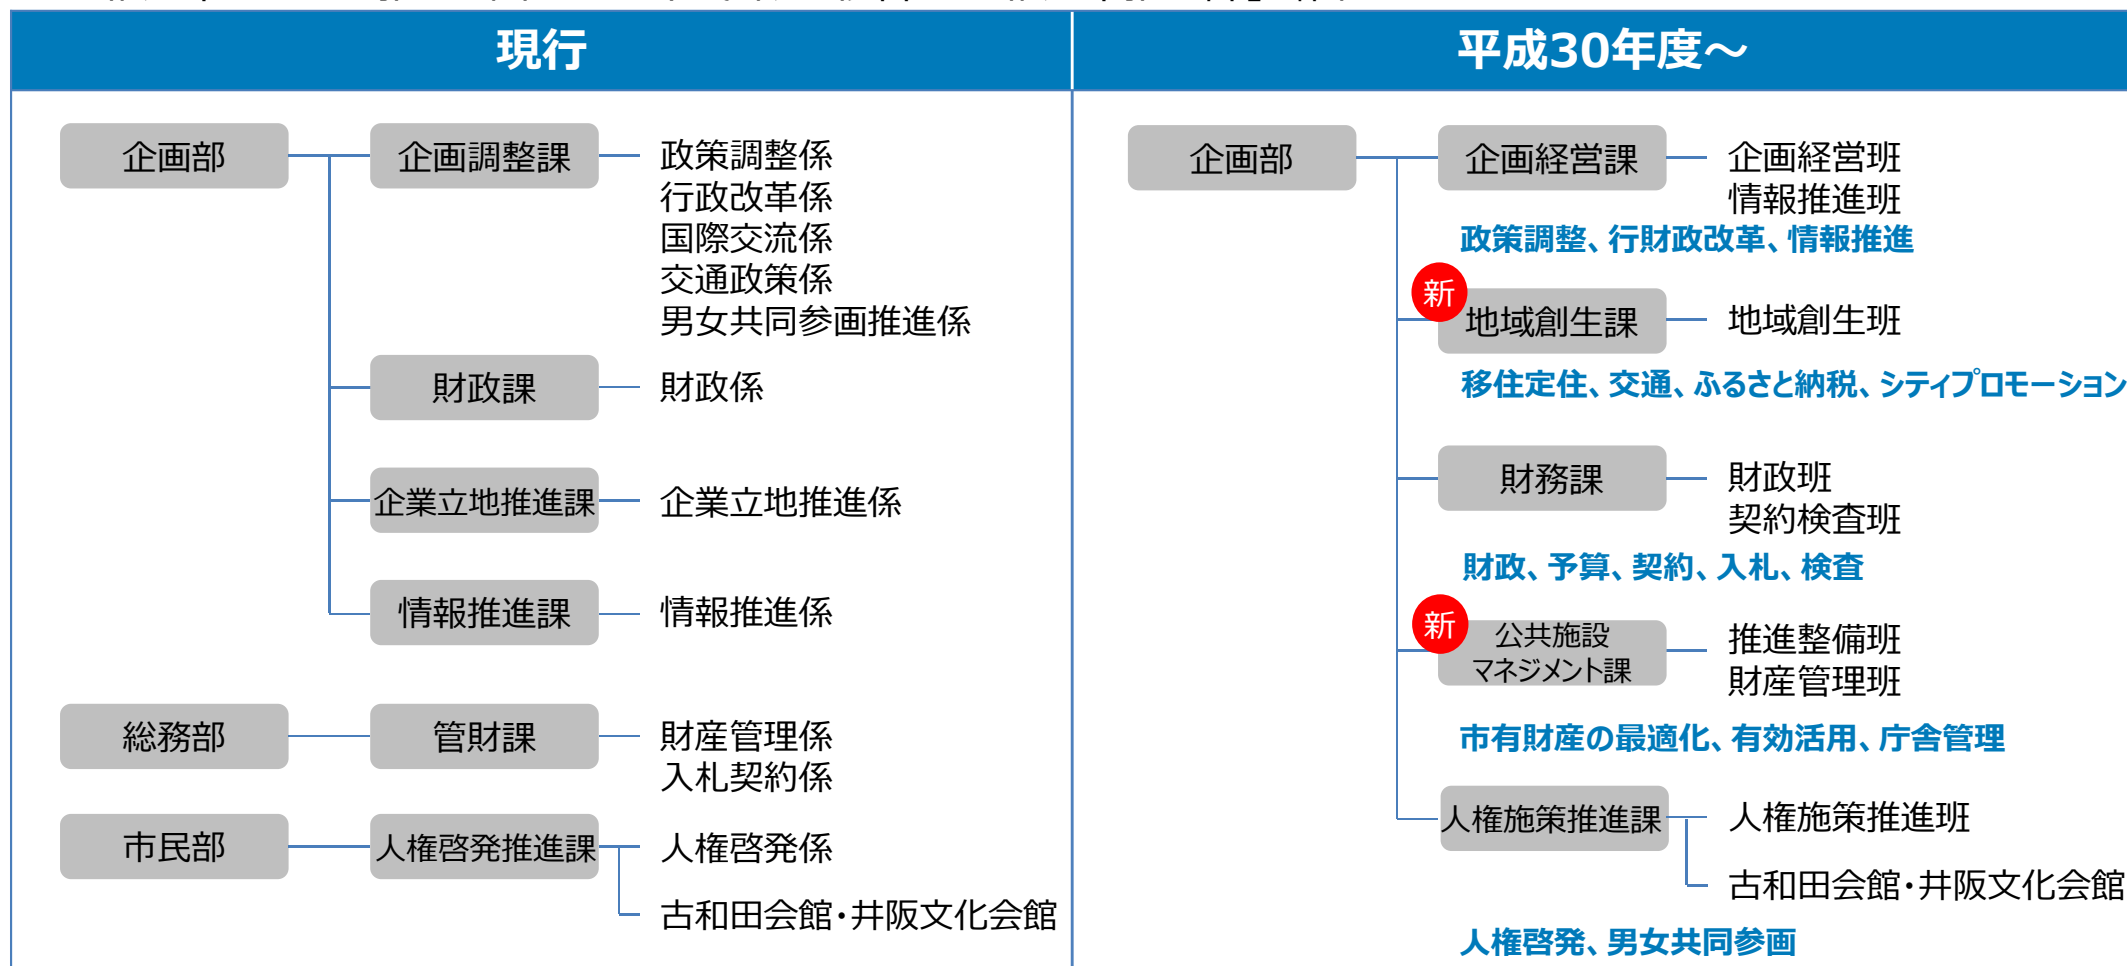 現行
企画部
企画調整課
政策調整係
行政改革係
国際交流係
交通政策係
男女共同参画推進係
財政課
財政係
企業立地推進課
企業立地推進係
情報推進課
情報推進係
総務部
管財課
財産管理係
入札契約係
市民部
人権啓発推進課
人権啓発係
古和田会館・井阪文化会館
平成30年度～
企画部
企画経営課
企画経営班
情報推進班
政策調整、行財政改革、情報推進
新
地域創生課
地域創生班
移住定住、交通、ふるさと納税、シティプロモーション
財務課
財政班
契約検査班
財政、予算、契約、入札、検査
新
公共施設
マネジメント課
推進整備班
財産管理班
市有財産の最適化、有効活用、庁舎管理
人権施策推進課
人権施策推進班
古和田会館・井阪文化会館
人権啓発、男女共同参画